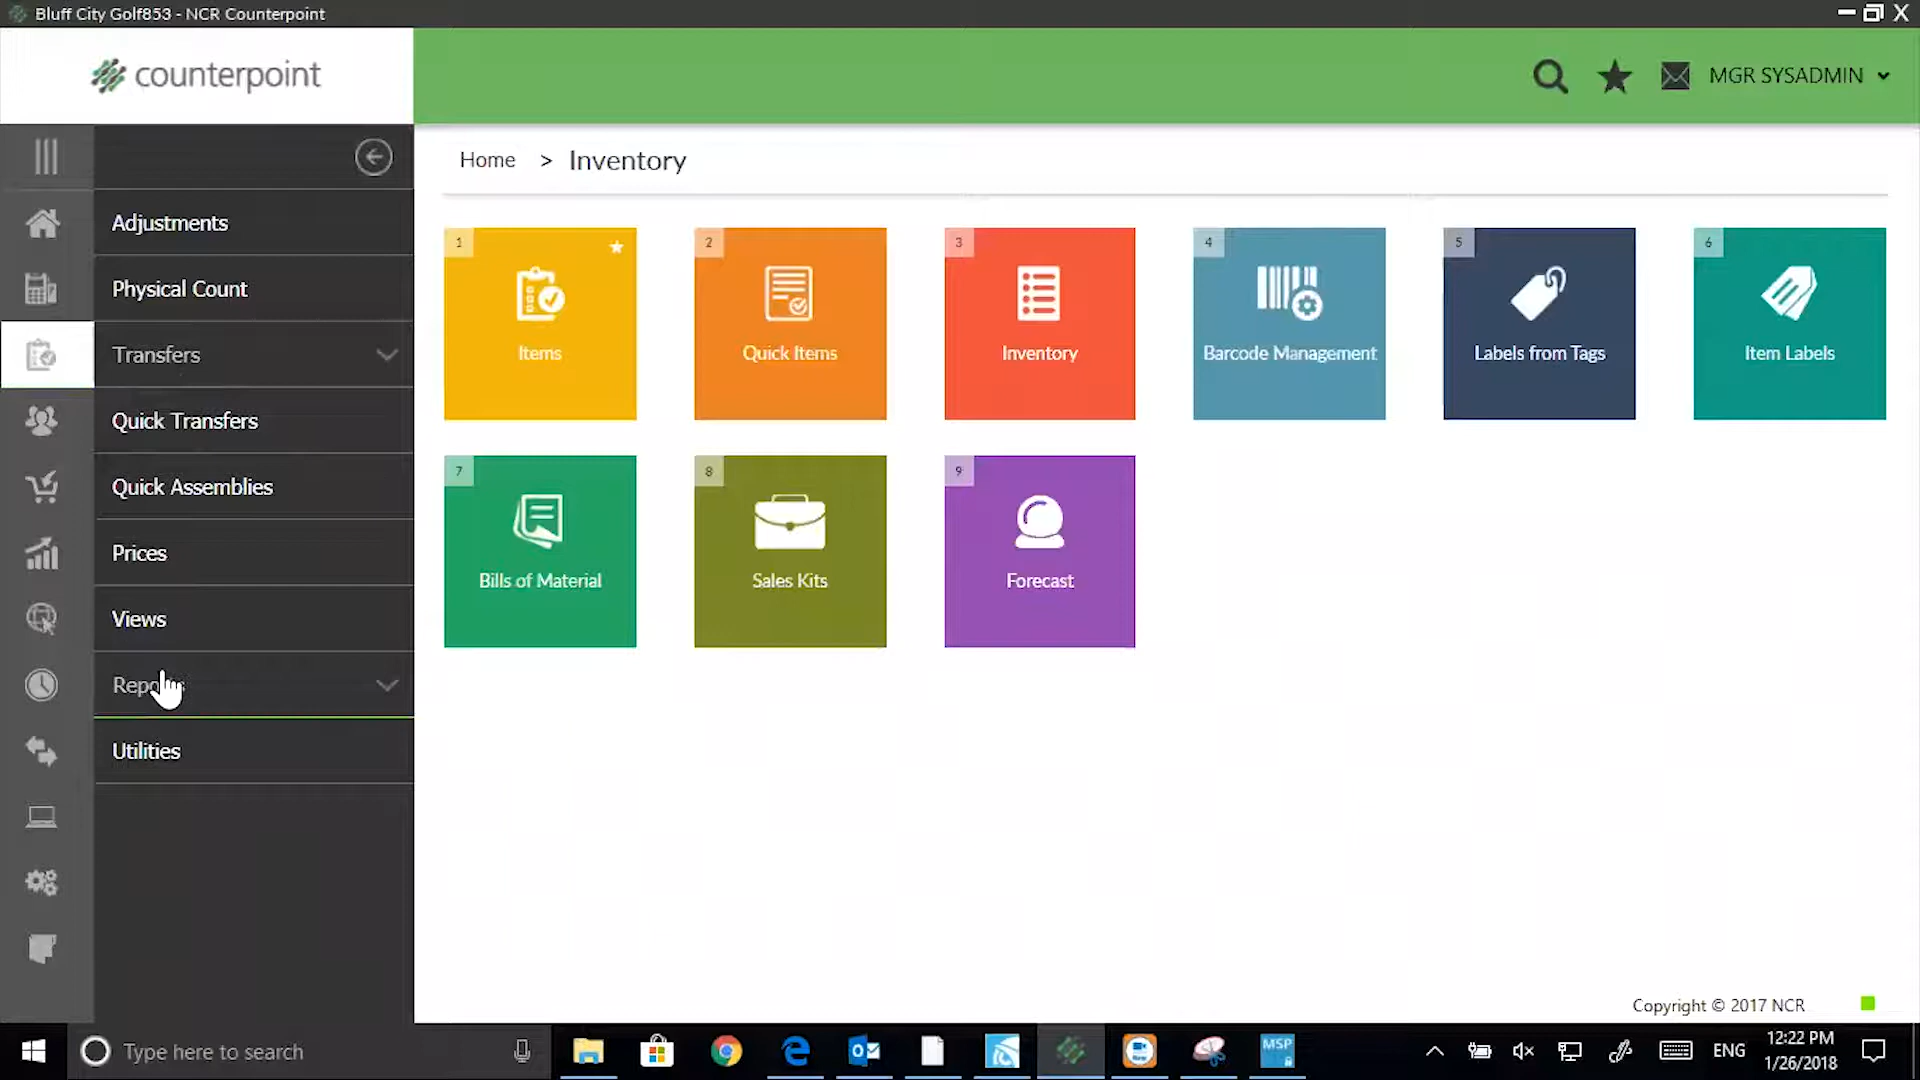 Bluff City Golf853 - NCR Counterpoint
counterpoint
MGR SYSADMIN
Home > Inventory
Adjustments
Physical Count
Transfers
Quick Transfers
Quick Assemblies
Prices
Views
Reports
Utilities
1
Items
2
Quick Items
3
Inventory
4
Barcode Management
5
Labels from Tags
6
Item Labels
7
Bills of Material
8
Sales Kits
9
Forecast
Copyright © 2017 NCR
Type here to search
MSP
ENG
12:22 PM
1/26/2018